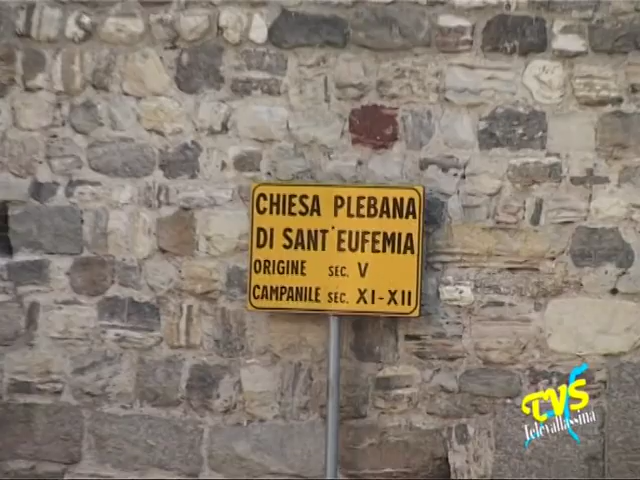 CHIESA PLEBANA
DI SANT'EUFEMIA
ORIGINE SEC. V
CAMPANILE SEC. XI-XII
TVS
Televallassina